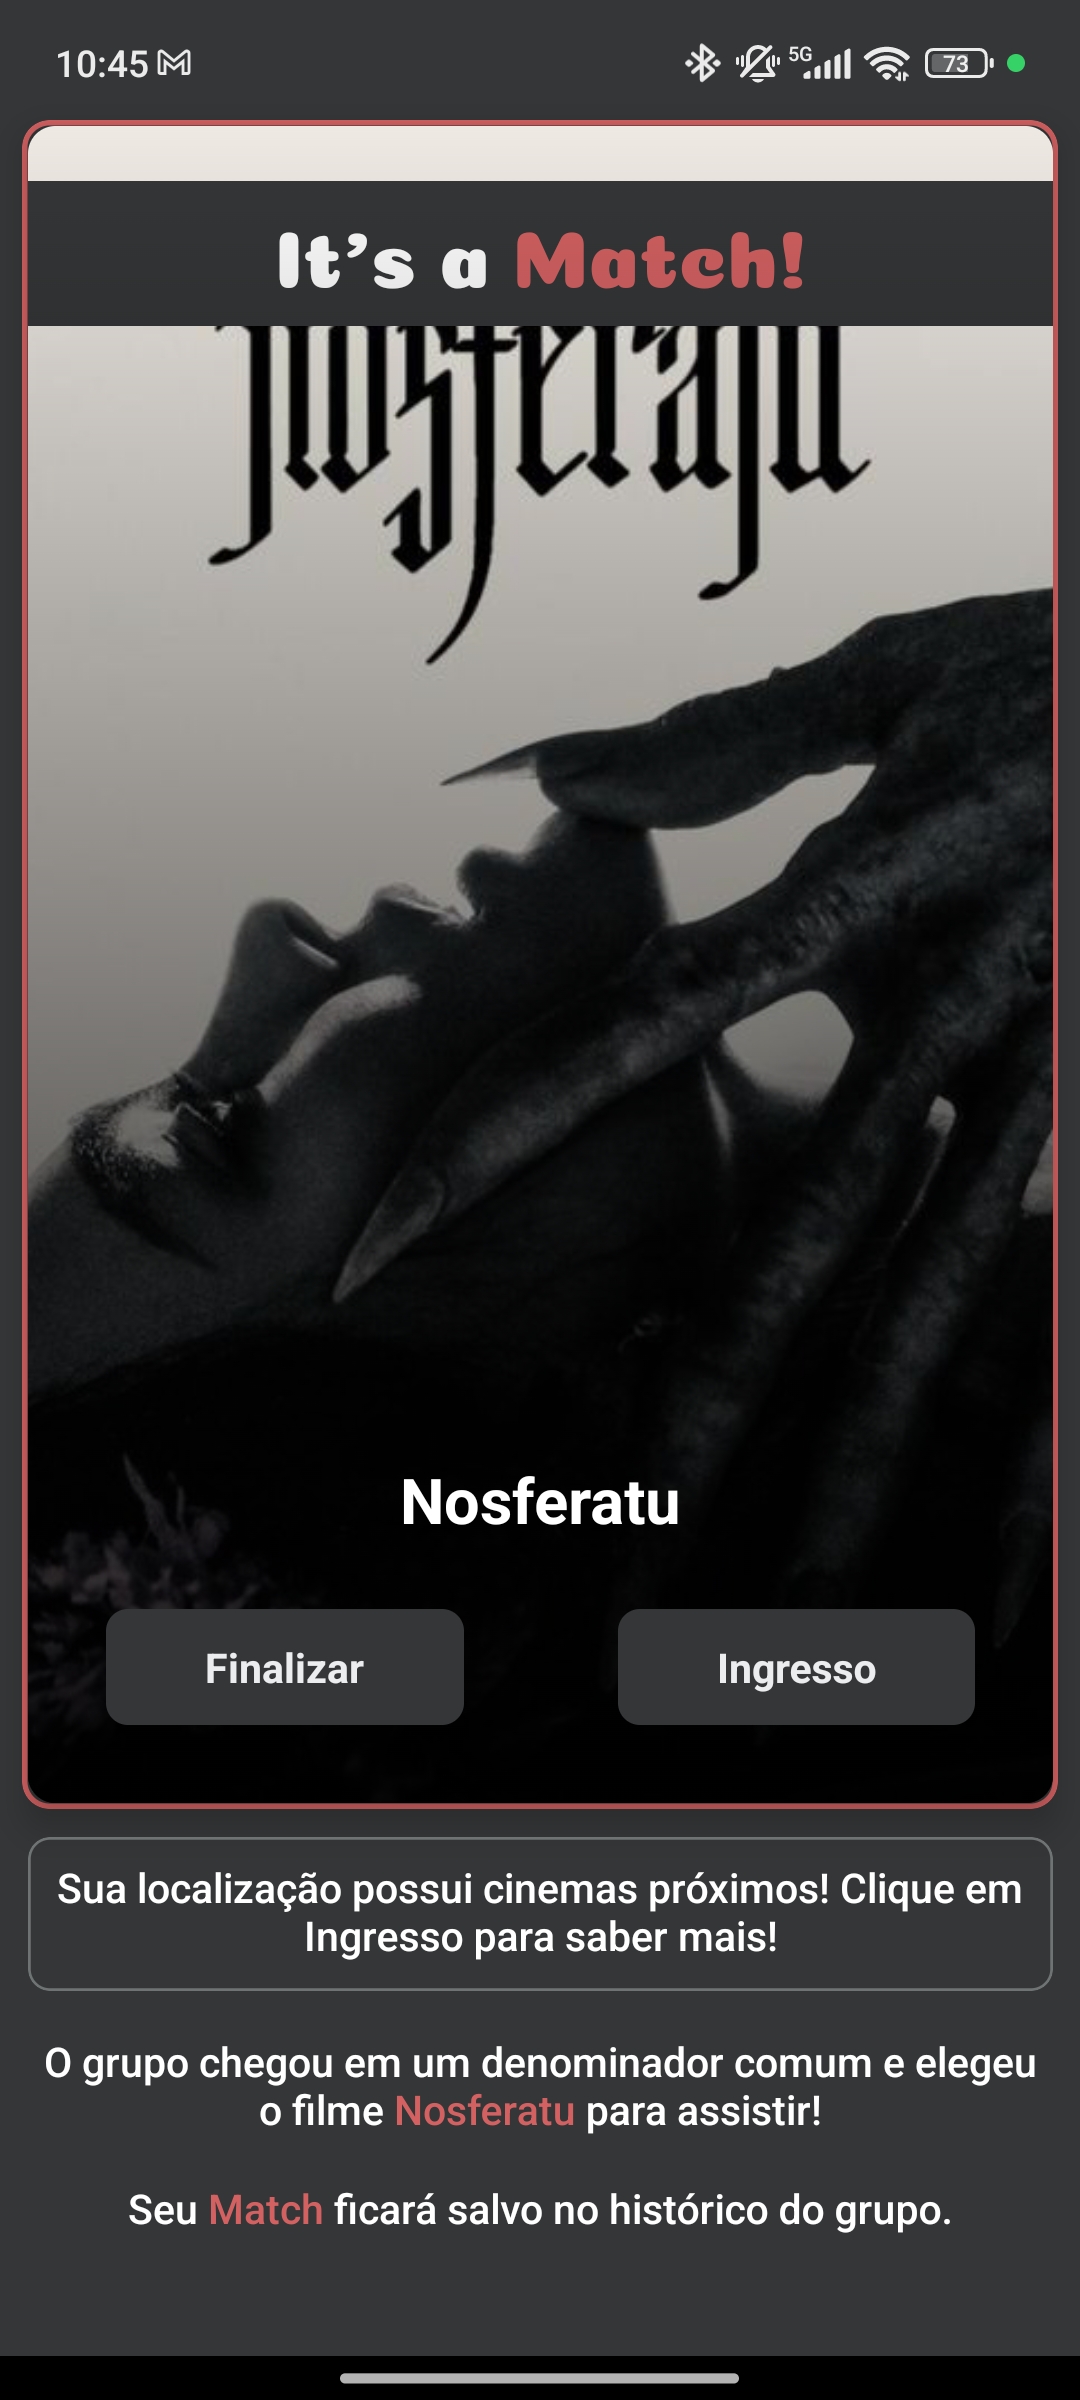 10:45
5G
73
It's a Match!
Nosferatu
Nosferatu
Finalizar
Ingresso
Sua localização possui cinemas próximos! Clique em
Ingresso para saber mais!
O grupo chegou em um denominador comum e elegeu
o filme Nosferatu para assistir!
Seu Match ficará salvo no histórico do grupo.